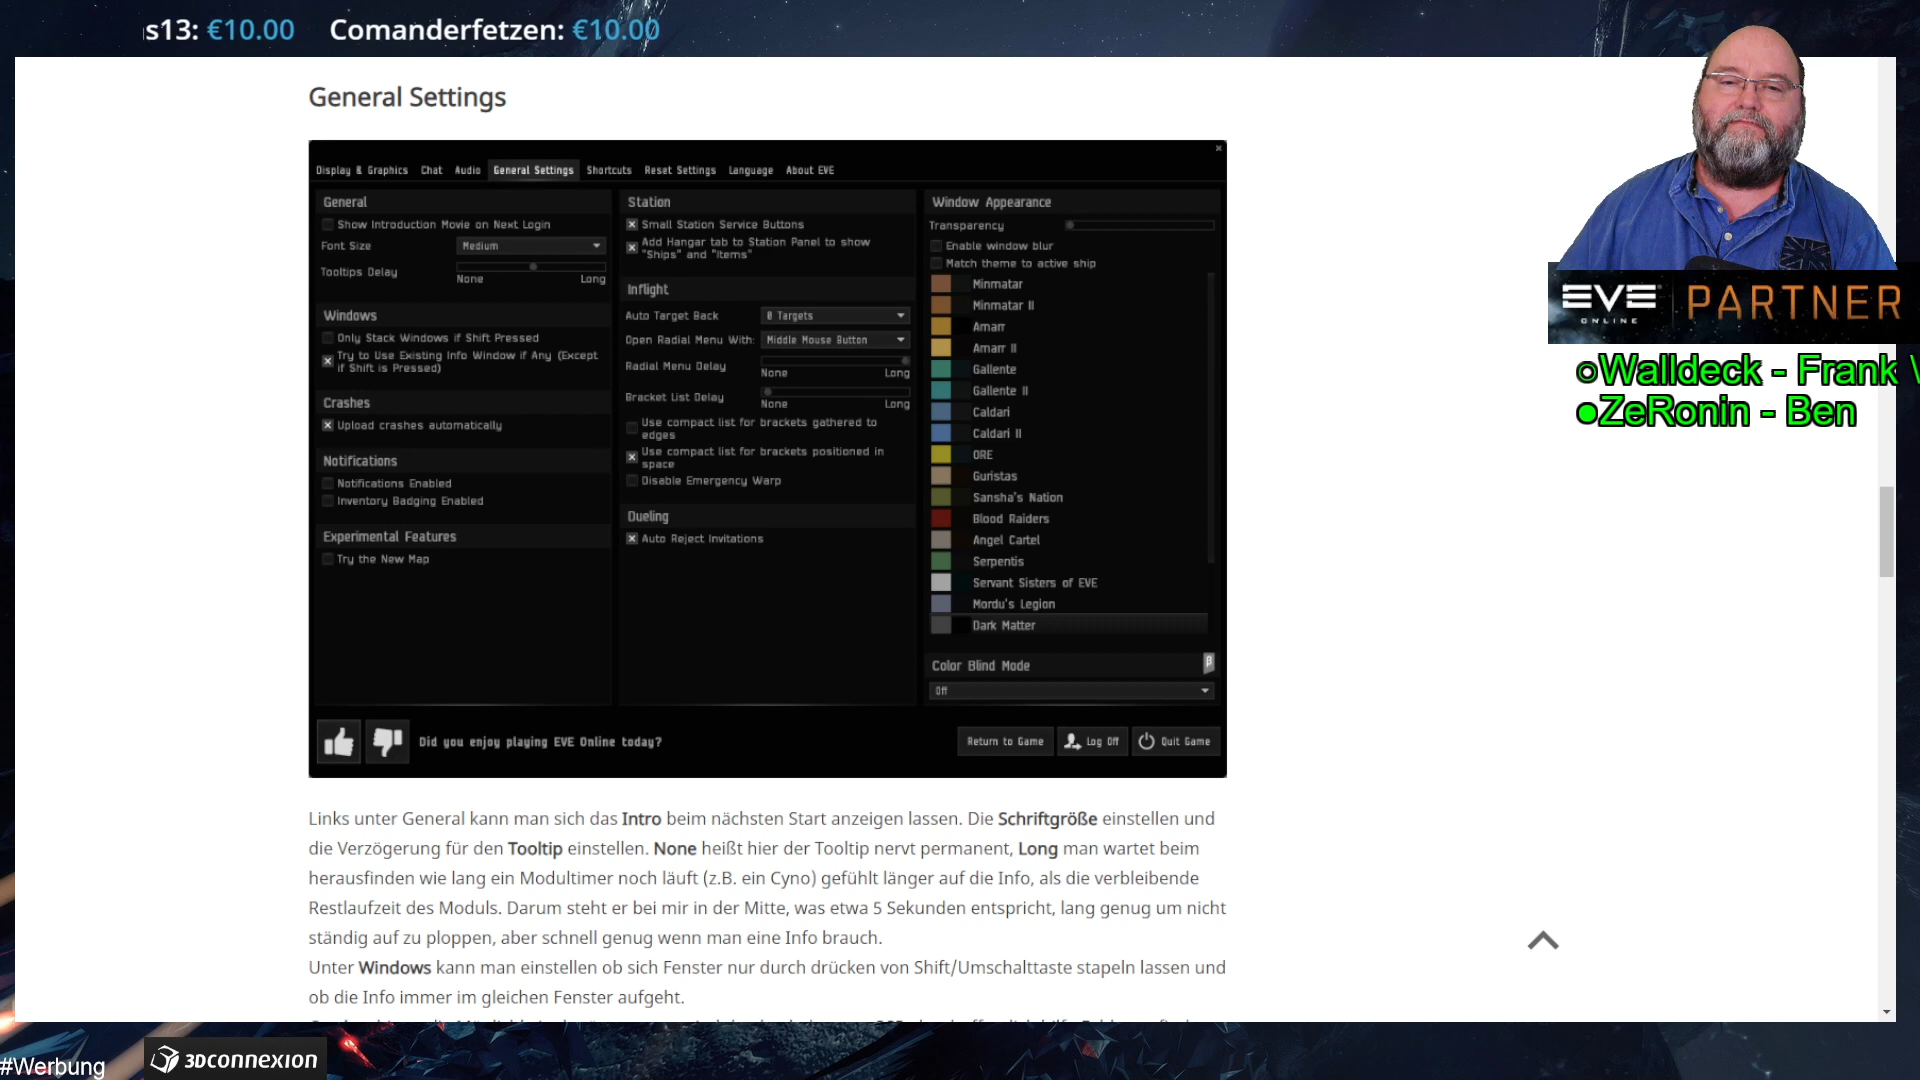 s13: €10.00 Comanderfetzen: €10.00
General Settings
Display & Graphics Chat Audio General Settings Shortcuts Reset Settings Language About EVE
General
Show Introduction Movie on Next Login
Font Size Medium
Tooltips Delay
None Long
Windows
Only Stack Windows if Shift Pressed
Try to Use Existing Info Window if Any (Except
if Shift is Pressed)
Crashes
Upload crashes automatically
Notifications
Notifications Enabled
Inventory Badging Enabled
Experimental Features
Try the New Map
Station
Small Station Service Buttons
Add Hangar tab to Station Panel to show
"Ships" and "Items"
Inflight
Auto Target Back 0 Targets
Open Radial Menu With: Middle Mouse Button
Radial Menu Delay
None Long
Bracket List Delay
None Long
Use compact list for brackets gathered to
edges
Use compact list for brackets positioned in
space
Disable Emergency Warp
Dueling
Auto Reject Invitations
Window Appearance
Transparency
Enable window blur
Match theme to active ship
Minmatar
Minmatar II
Amarr
Amarr II
Gallente
Gallente II
Caldari
Caldari II
ORE
Guristas
Sansha's Nation
Blood Raiders
Angel Cartel
Serpentis
Servant Sisters of EVE
Mordu's Legion
Dark Matter
Color Blind Mode
Off
Did you enjoy playing EVE Online today?
Return to Game Log Off Quit Game
Links unter General kann man sich das Intro beim nächsten Start anzeigen lassen. Die Schriftgröße einstellen und
die Verzögerung für den Tooltip einstellen. None heißt hier der Tooltip nervt permanent, Long man wartet beim
herausfinden wie lang ein Modultimer noch läuft (z.B. ein Cyno) gefühlt länger auf die Info, als die verbleibende
Restlaufzeit des Moduls. Darum steht er bei mir in der Mitte, was etwa 5 Sekunden entspricht, lang genug um nicht
ständig auf zu ploppen, aber schnell genug wenn man eine Info brauch.
Unter Windows kann man einstellen ob sich Fenster nur durch drücken von Shift/Umschalttaste stapeln lassen und
ob die Info immer im gleichen Fenster aufgeht.
EVE ONLINE PARTNER
Walldeck - Frank
ZeRonin - Ben
#Werbung 3DCONNEXION